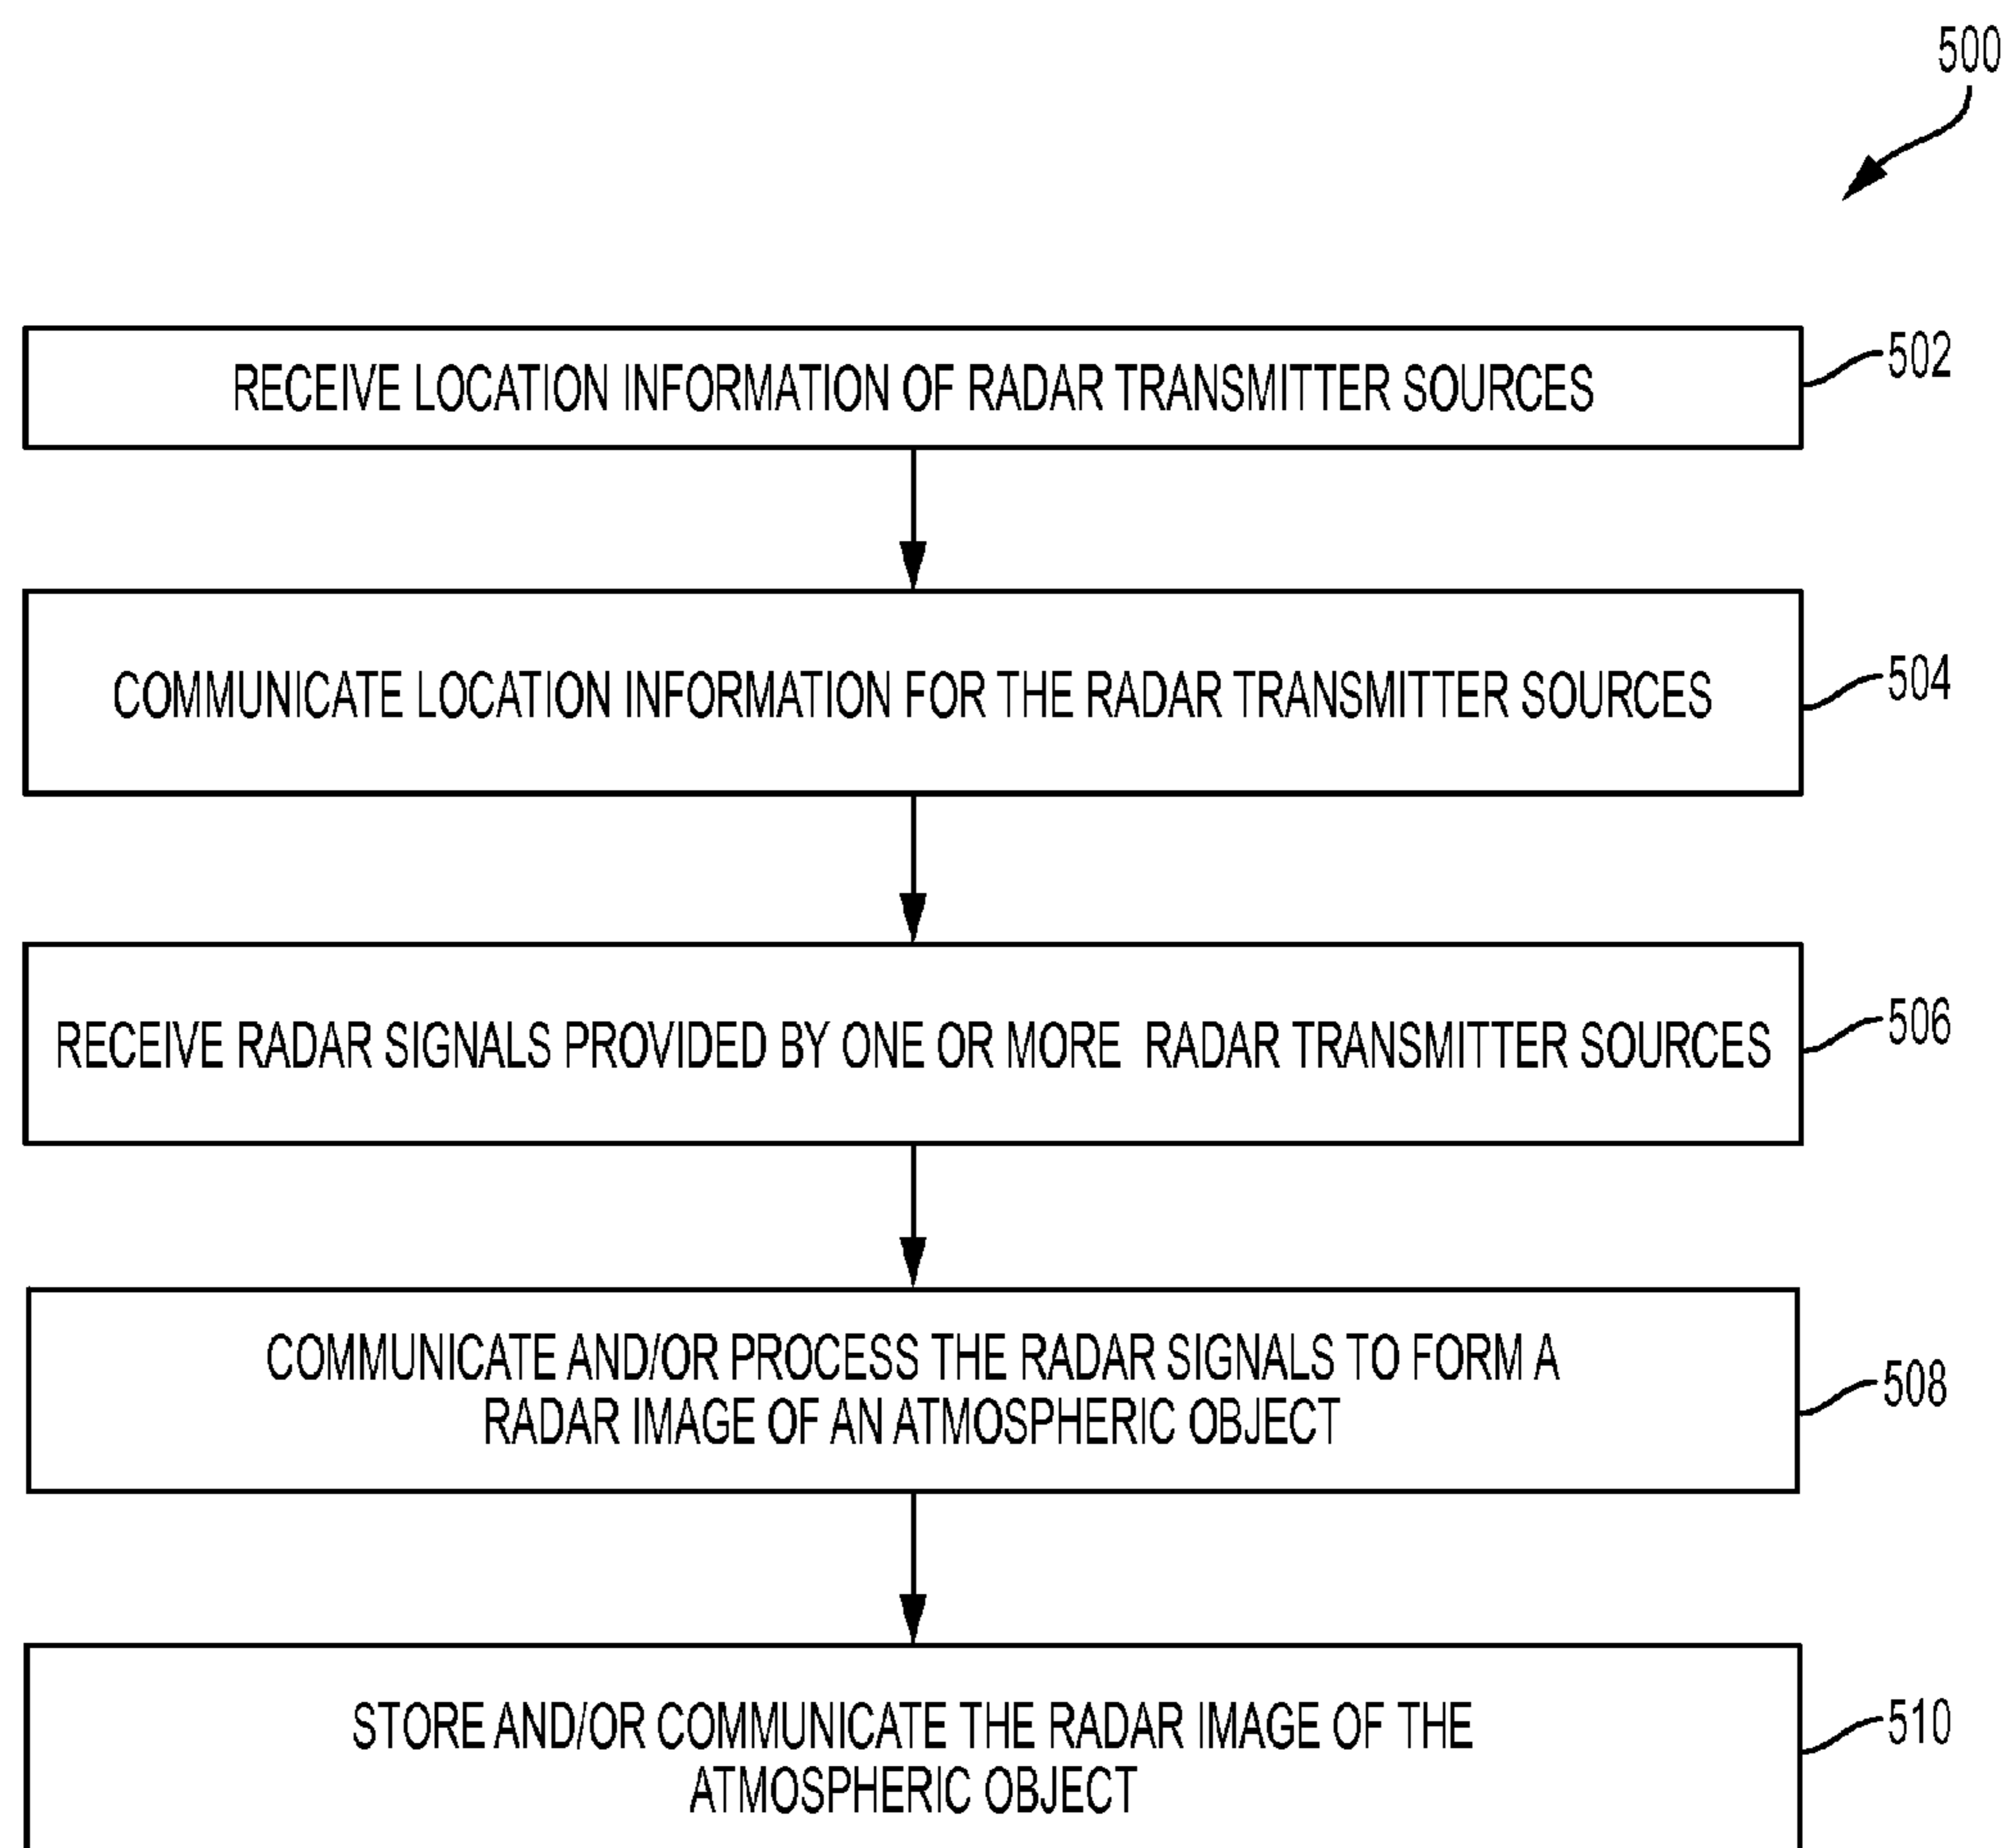 500
RECEIVE LOCATION INFORMATION OF RADAR TRANSMITTER SOURCES
502
COMMUNICATE LOCATION INFORMATION FOR THE RADAR TRANSMITTER SOURCES
504
RECEIVE RADAR SIGNALS PROVIDED BY ONE OR MORE RADAR TRANSMITTER SOURCES
506
COMMUNICATE AND/OR PROCESS THE RADAR SIGNALS TO FORM A
RADAR IMAGE OF AN ATMOSPHERIC OBJECT
508
STORE AND/OR COMMUNICATE THE RADAR IMAGE OF THE
ATMOSPHERIC OBJECT
510